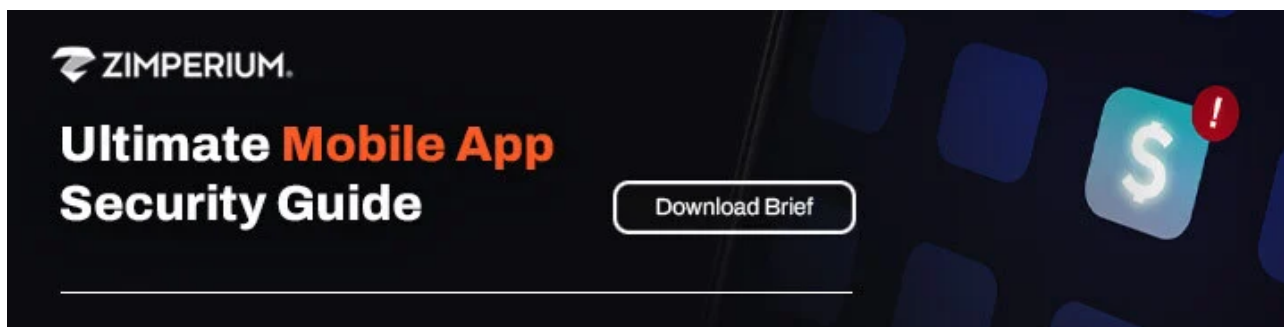 ZIMPERIUM.
Ultimate Mobile App
Security Guide
Download Brief
$
!